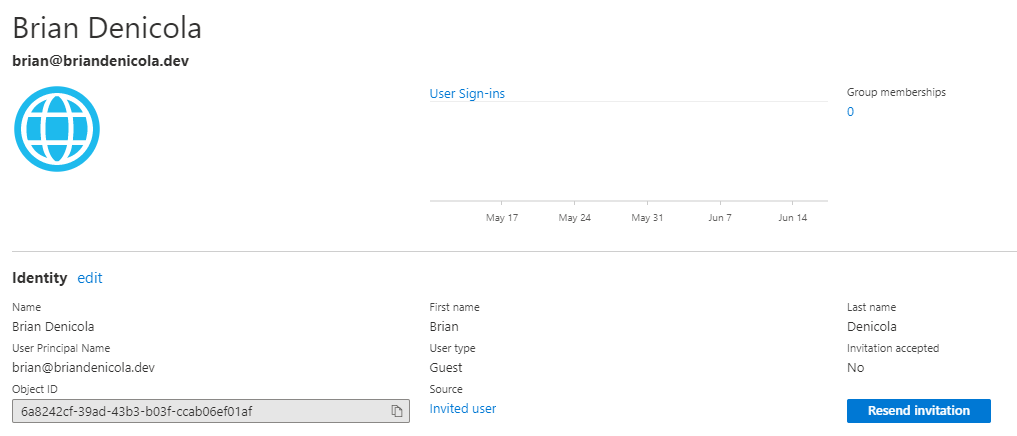 Brian Denicola
brian@briandenicola.dev
User Sign-ins
Group memberships
0
May 17 May 24 May 31 Jun 7 Jun 14
Identity edit
Name First name Last name
Brian Denicola Brian Denicola
User Principal Name User type Invitation accepted
brian@briandenicola.dev Guest No
Object ID Source
6a8242cf-39ad-43b3-b03f-ccab06ef01af Invited user Resend invitation